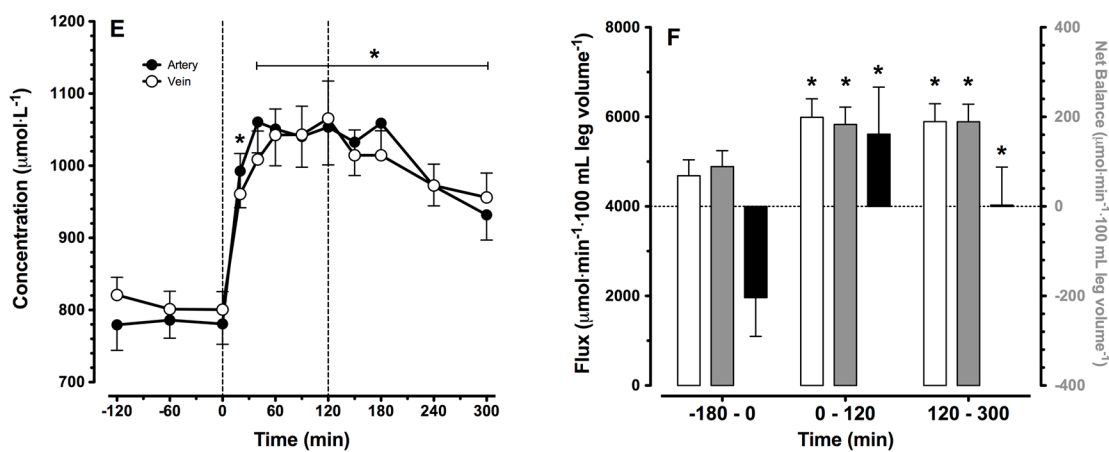 E
1200
1100
1000
900
800
700
Concentration (μmol·L⁻¹)
Artery
Vein
*
*
-120 -60 0 60 120 180 240 300
Time (min)
F
8000
6000
4000
2000
0
Flux (μmol·min⁻¹·100 mL leg volume⁻¹)
* * * * * *
400
200
0
-200
-400
Net Balance (μmol·min⁻¹·100 mL leg volume⁻¹)
-180 - 0 0 - 120 120 - 300
Time (min)